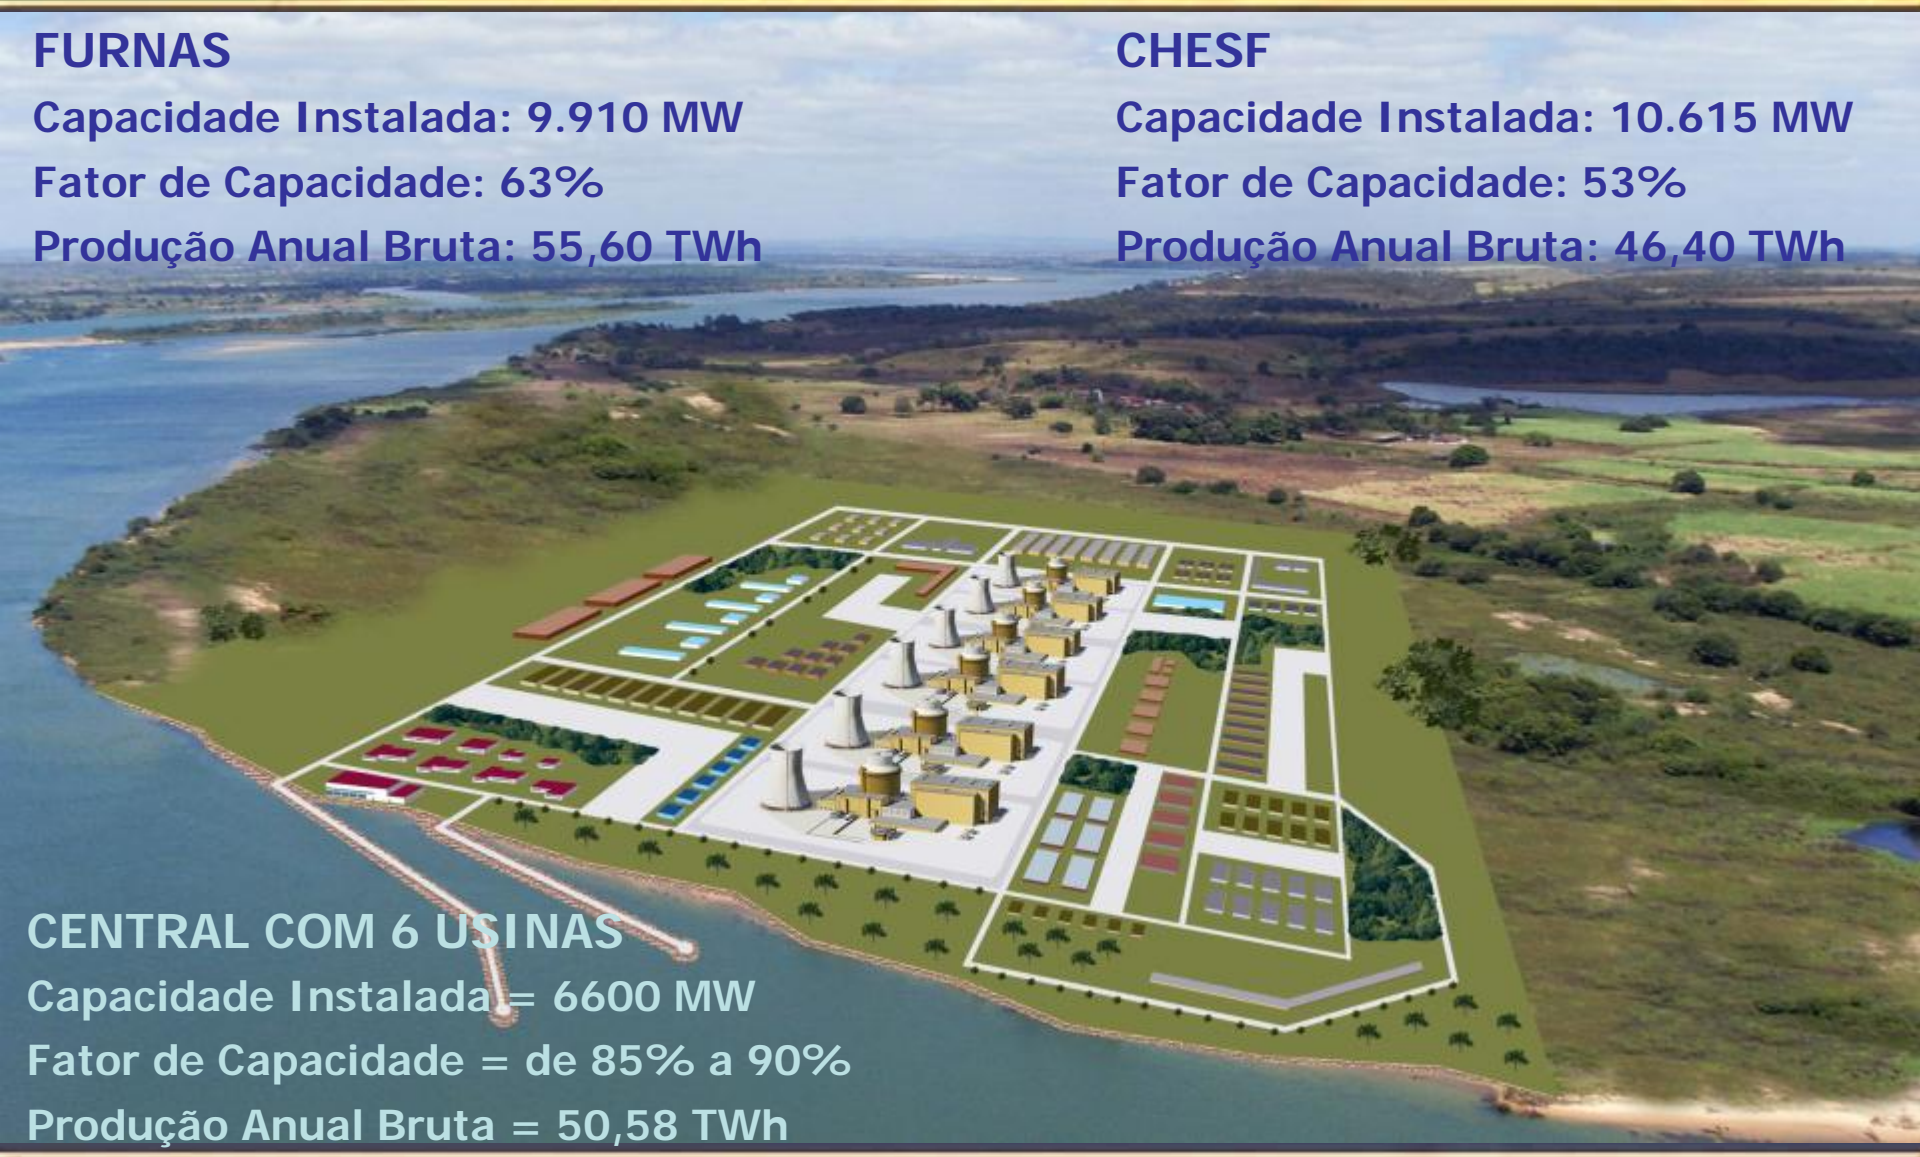 FURNAS
Capacidade Instalada: 9.910 MW
Fator de Capacidade: 63%
Produção Anual Bruta: 55,60 TWh
CHESF
Capacidade Instalada: 10.615 MW
Fator de Capacidade: 53%
Produção Anual Bruta: 46,40 TWh
CENTRAL COM 6 USINAS
Capacidade Instalada = 6600 MW
Fator de Capacidade = de 85% a 90%
Produção Anual Bruta = 50,58 TWh